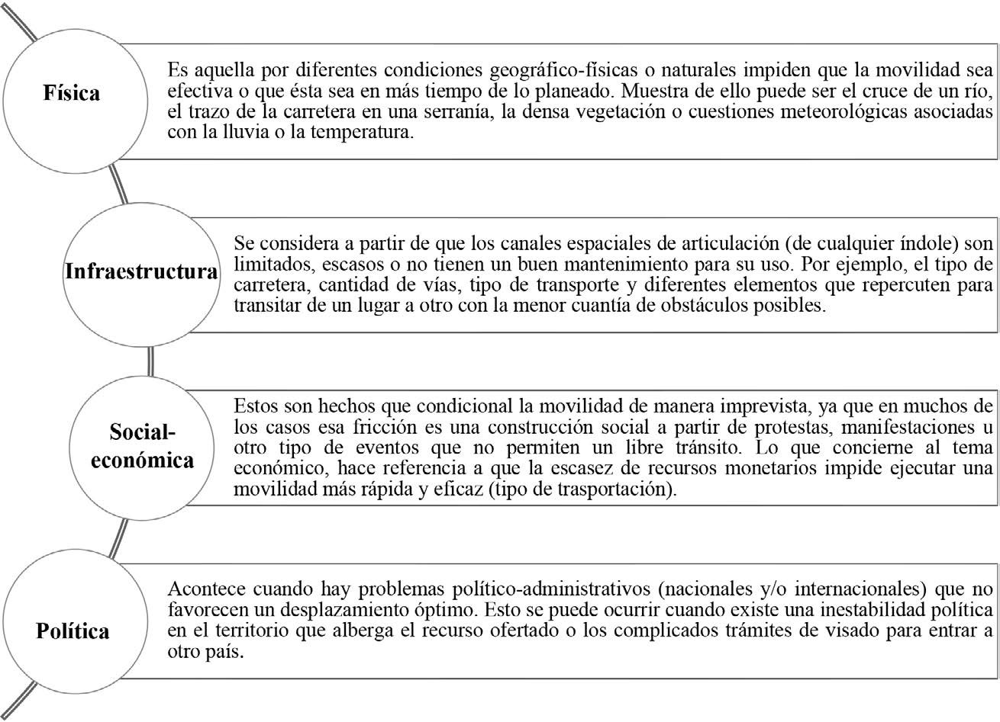 Física
Es aquella por diferentes condiciones geográfico-físicas o naturales impiden que la movilidad sea
efectiva o que ésta sea en más tiempo de lo planeado. Muestra de ello puede ser el cruce de un río,
el trazo de la carretera en una serranía, la densa vegetación o cuestiones meteorológicas asociadas
con la lluvia o la temperatura.
Infraestructura
Se considera a partir de que los canales espaciales de articulación (de cualquier índole) son
limitados, escasos o no tienen un buen mantenimiento para su uso. Por ejemplo, el tipo de
carretera, cantidad de vías, tipo de transporte y diferentes elementos que repercuten para
transitar de un lugar a otro con la menor cuantía de obstáculos posibles.
Social-
económica
Estos son hechos que condicional la movilidad de manera imprevista, ya que en muchos de
los casos esa fricción es una construcción social a partir de protestas, manifestaciones u
otro tipo de eventos que no permiten un libre tránsito. Lo que concierne al tema
económico, hace referencia a que la escasez de recursos monetarios impide ejecutar una
movilidad más rápida y eficaz (tipo de trasportación).
Política
Acontece cuando hay problemas político-administrativos (nacionales y/o internacionales) que no
favorecen un desplazamiento óptimo. Esto se puede ocurrir cuando existe una inestabilidad política
en el territorio que alberga el recurso ofertado o los complicados trámites de visado para entrar a
otro país.